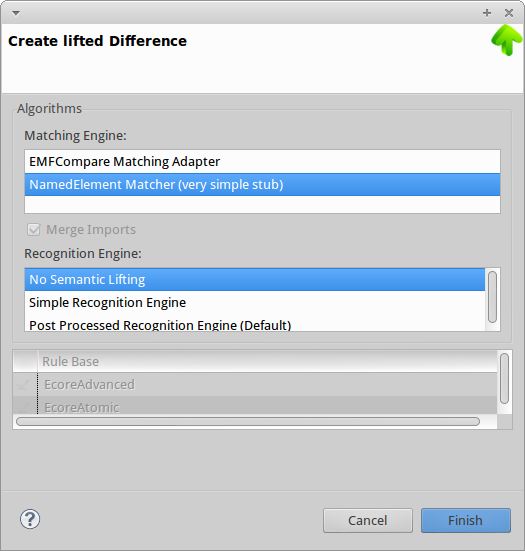 Create lifted Difference
Algorithms
Matching Engine:
EMFCompare Matching Adapter
NamedElement Matcher (very simple stub)
Merge Imports
Recognition Engine:
No Semantic Lifting
Simple Recognition Engine
Post Processed Recognition Engine (Default)
Rule Base
EcoreAdvanced
EcoreAtomic
?
Cancel
Finish